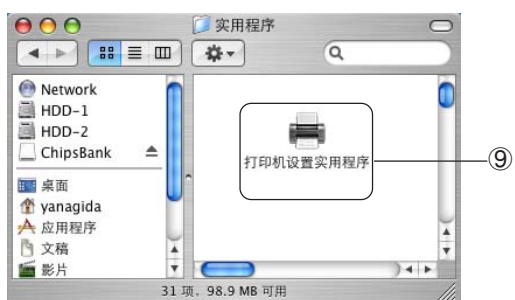 实用程序
Network
HDD-1
HDD-2
ChipsBank
桌面
yanagida
应用程序
文稿
影片
打印机设置实用程序
⑨
31 项，98.9 MB 可用